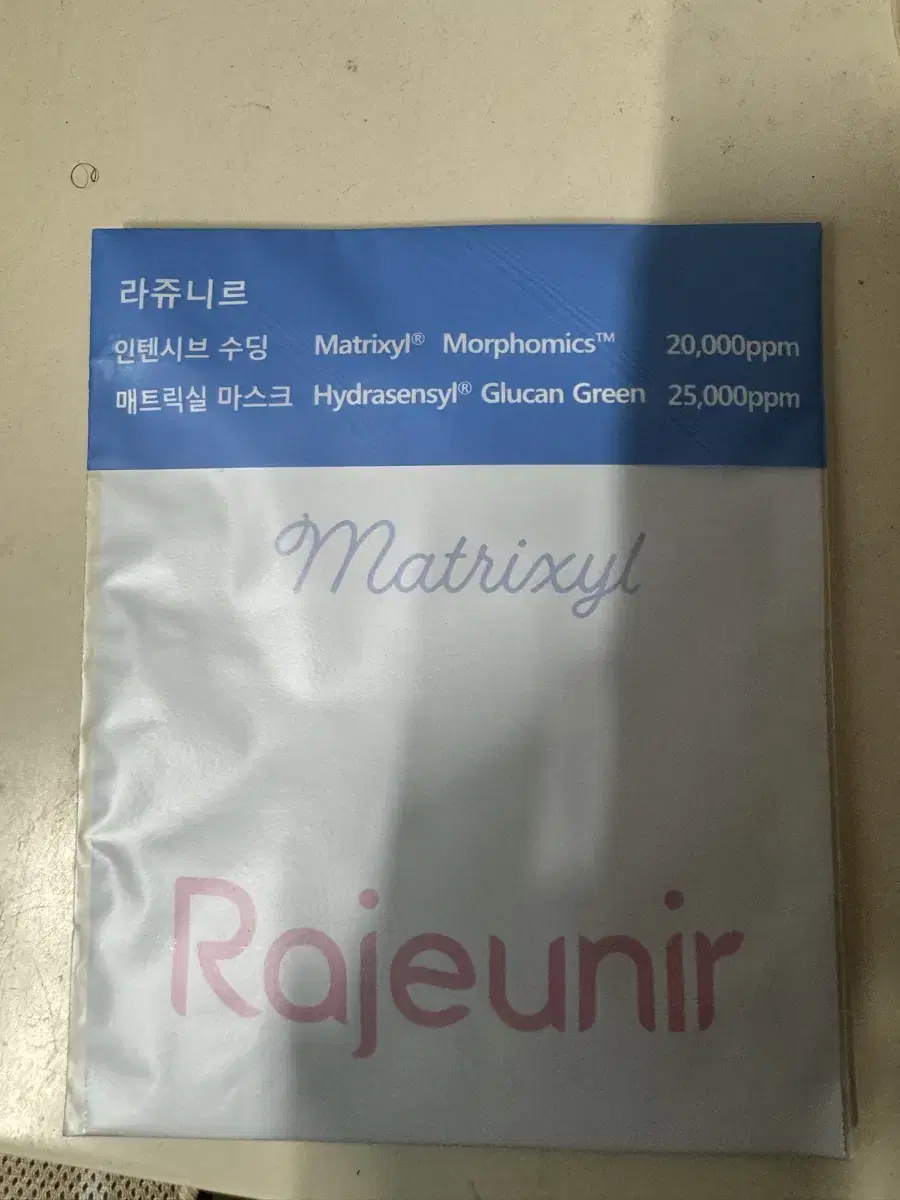 라쥬니르
인텐시브 수딩 Matrixyl® Morphomics™ 20,000ppm
매트릭실 마스크 Hydrasensyl® Glucan Green 25,000ppm
Matrixyl
Rajeunir